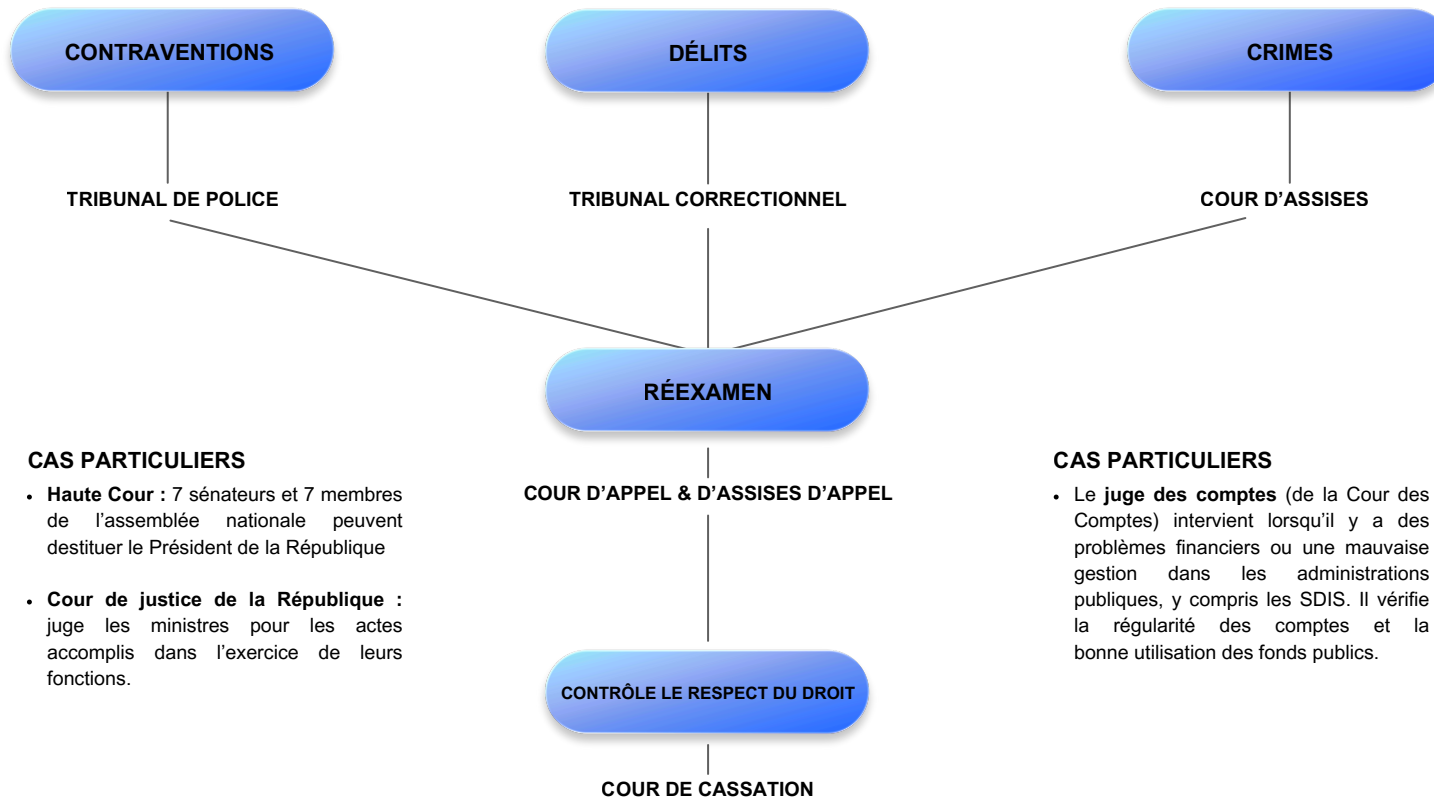 CONTRAVENTIONS
DÉLITS
CRIMES
TRIBUNAL DE POLICE
TRIBUNAL CORRECTIONNEL
COUR D'ASSISES
RÉEXAMEN
COUR D'APPEL & D'ASSISES D'APPEL
CAS PARTICULIERS
• Haute Cour : 7 sénateurs et 7 membres
de l'assemblée nationale peuvent
destituer le Président de la République
• Cour de justice de la République :
juge les ministres pour les actes
accomplis dans l'exercice de leurs
fonctions.
CAS PARTICULIERS
• Le juge des comptes (de la Cour des
Comptes) intervient lorsqu'il y a des
problèmes financiers ou une mauvaise
gestion dans les administrations
publiques, y compris les SDIS. Il vérifie
la régularité des comptes et la
bonne utilisation des fonds publics.
CONTRÔLE LE RESPECT DU DROIT
COUR DE CASSATION